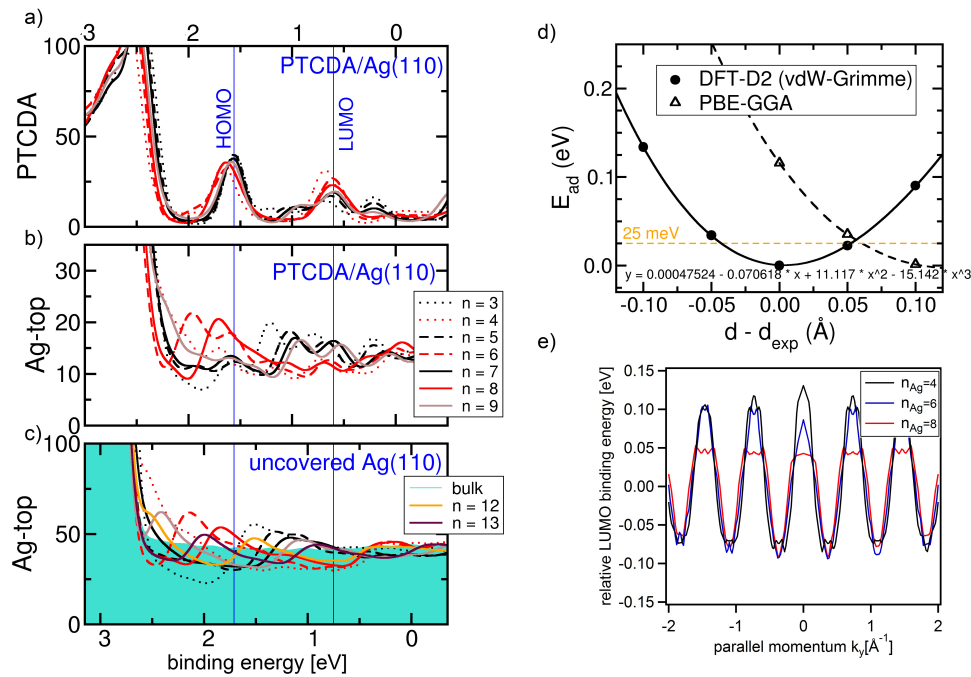 a)
3 2 1 0
100
50
0
PTCDA
PTCDA/Ag(110)
HOMO
LUMO
b)
30
20
10
0
Ag-top
PTCDA/Ag(110)
n = 3
n = 4
n = 5
n = 6
n = 7
n = 8
n = 9
c)
100
50
0
Ag-top
uncovered Ag(110)
bulk
n = 12
n = 13
3 2 1 0
binding energy [eV]
d)
0.2
0.1
0.0
E_ad (eV)
DFT-D2 (vdW-Grimme)
PBE-GGA
25 meV
y = 0.00047524 - 0.070618 * x + 11.117 * x^2 - 15.142 * x^3
-0.10 -0.05 0.00 0.05 0.10
d - d_exp (Å)
e)
0.15
0.10
0.05
0.00
-0.05
-0.10
-0.15
relative LUMO binding energy [eV]
n_Ag=4
n_Ag=6
n_Ag=8
-2 -1 0 1 2
parallel momentum k_y[Å⁻¹]